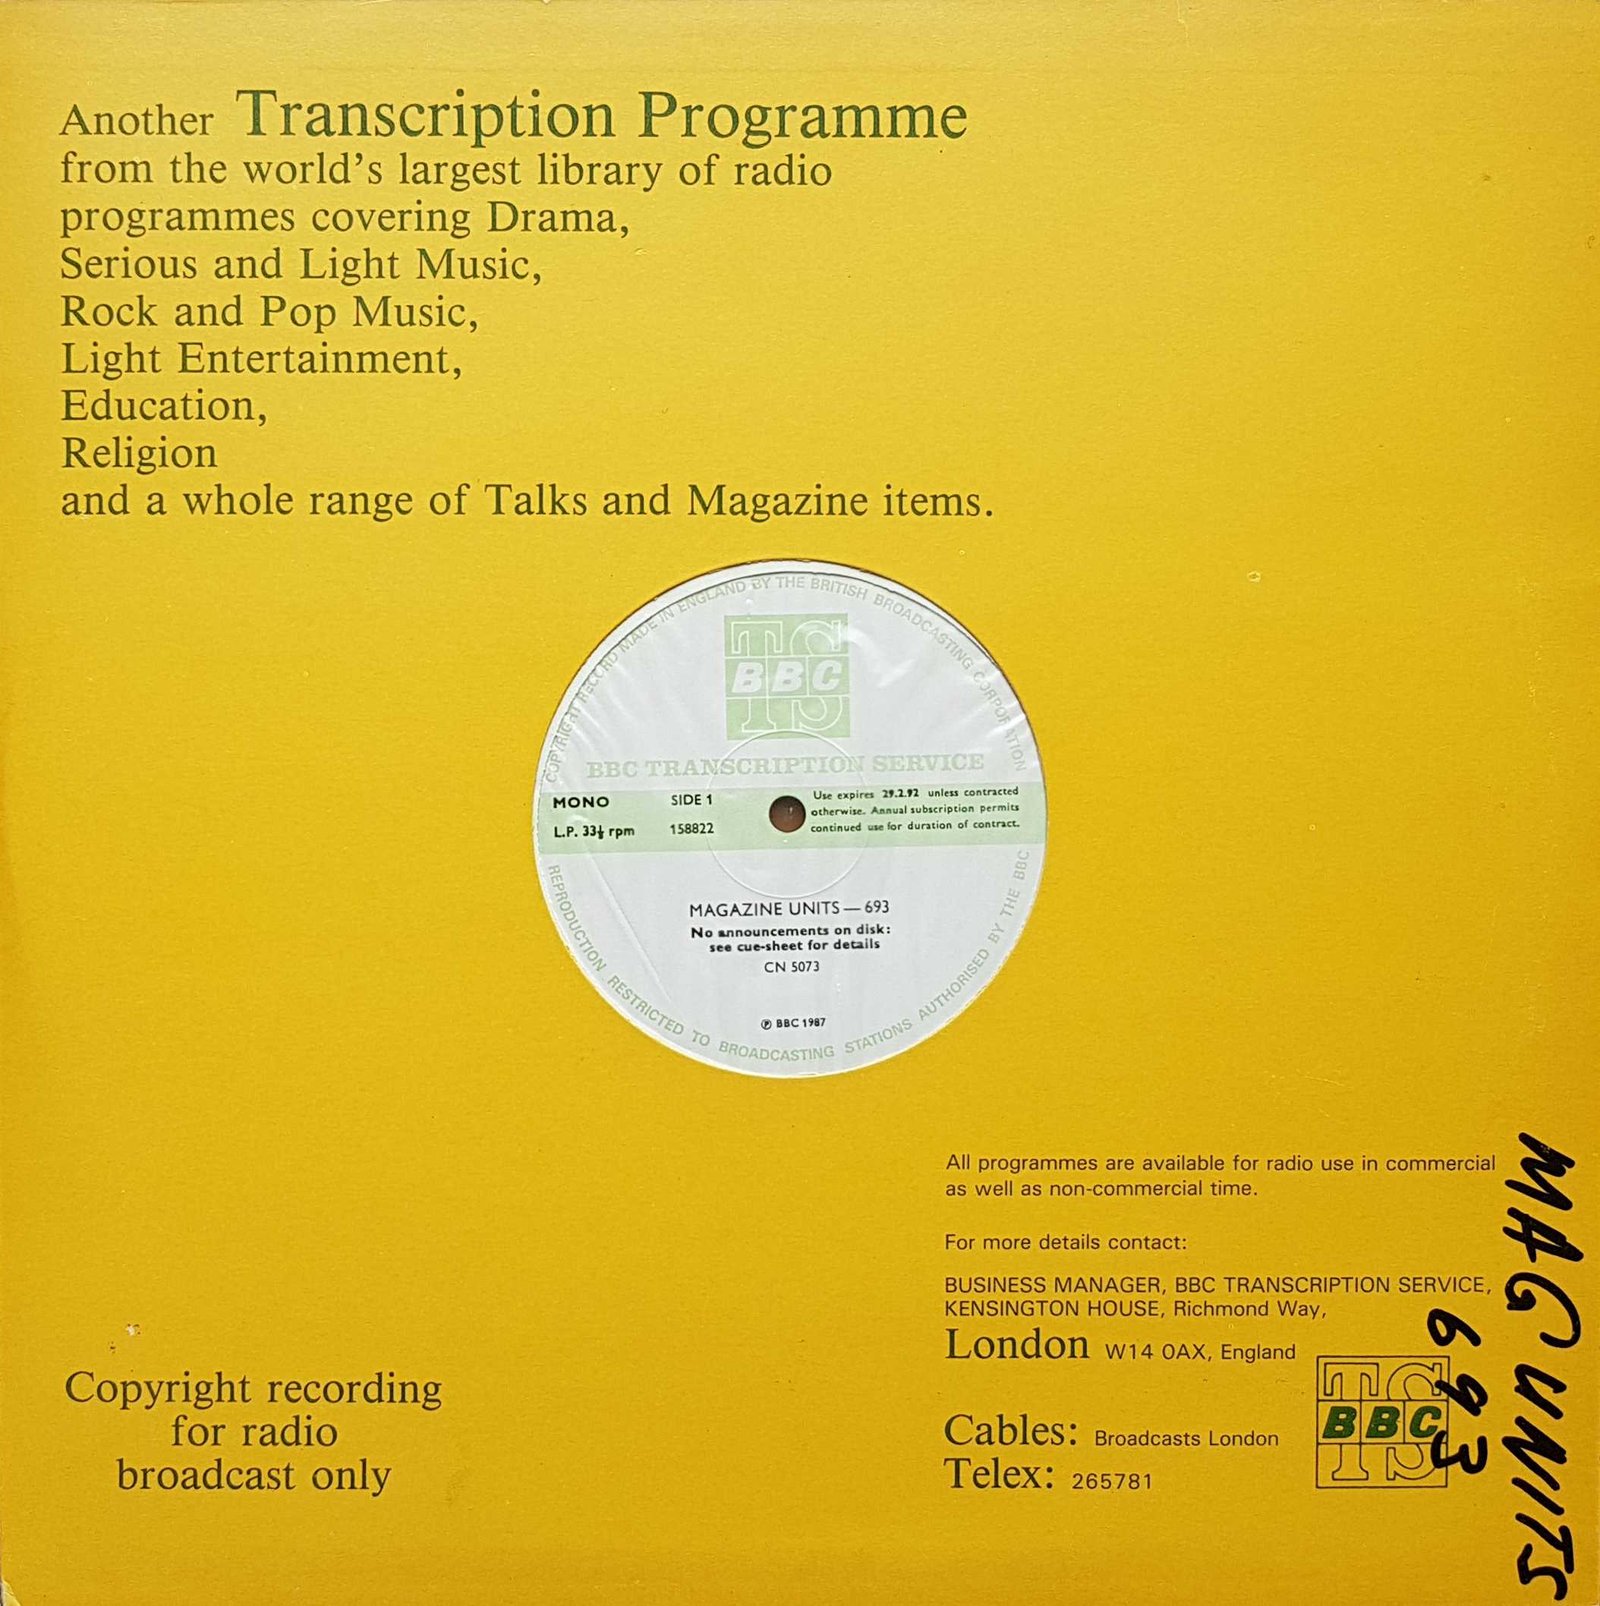 Another Transcription Programme
from the world's largest library of radio
programmes covering Drama,
Serious and Light Music,
Rock and Pop Music,
Light Entertainment,
Education,
Religion
and a whole range of Talks and Magazine items.
COPYRIGHT RECORD MADE IN ENGLAND BY THE BRITISH BROADCASTING CORPORATION
TS
BBC
TS
BBC TRANSCRIPTION SERVICE
MONO SIDE 1
L.P. 33⅓ rpm 158822
Use expires 29.2.92 unless contracted
otherwise. Annual subscription permits
continued use for duration of contract.
MAGAZINE UNITS — 693
No announcements on disk:
see cue-sheet for details
CN 5073
℗ BBC 1987
REPRODUCTION RESTRICTED TO BROADCASTING STATIONS AUTHORISED BY THE BBC
All programmes are available for radio use in commercial
as well as non-commercial time.
For more details contact:
BUSINESS MANAGER, BBC TRANSCRIPTION SERVICE,
KENSINGTON HOUSE, Richmond Way,
London W14 0AX, England
Cables: Broadcasts London
Telex: 265781
TS
BBC
TS
MAG UNITS
693
Copyright recording
for radio
broadcast only